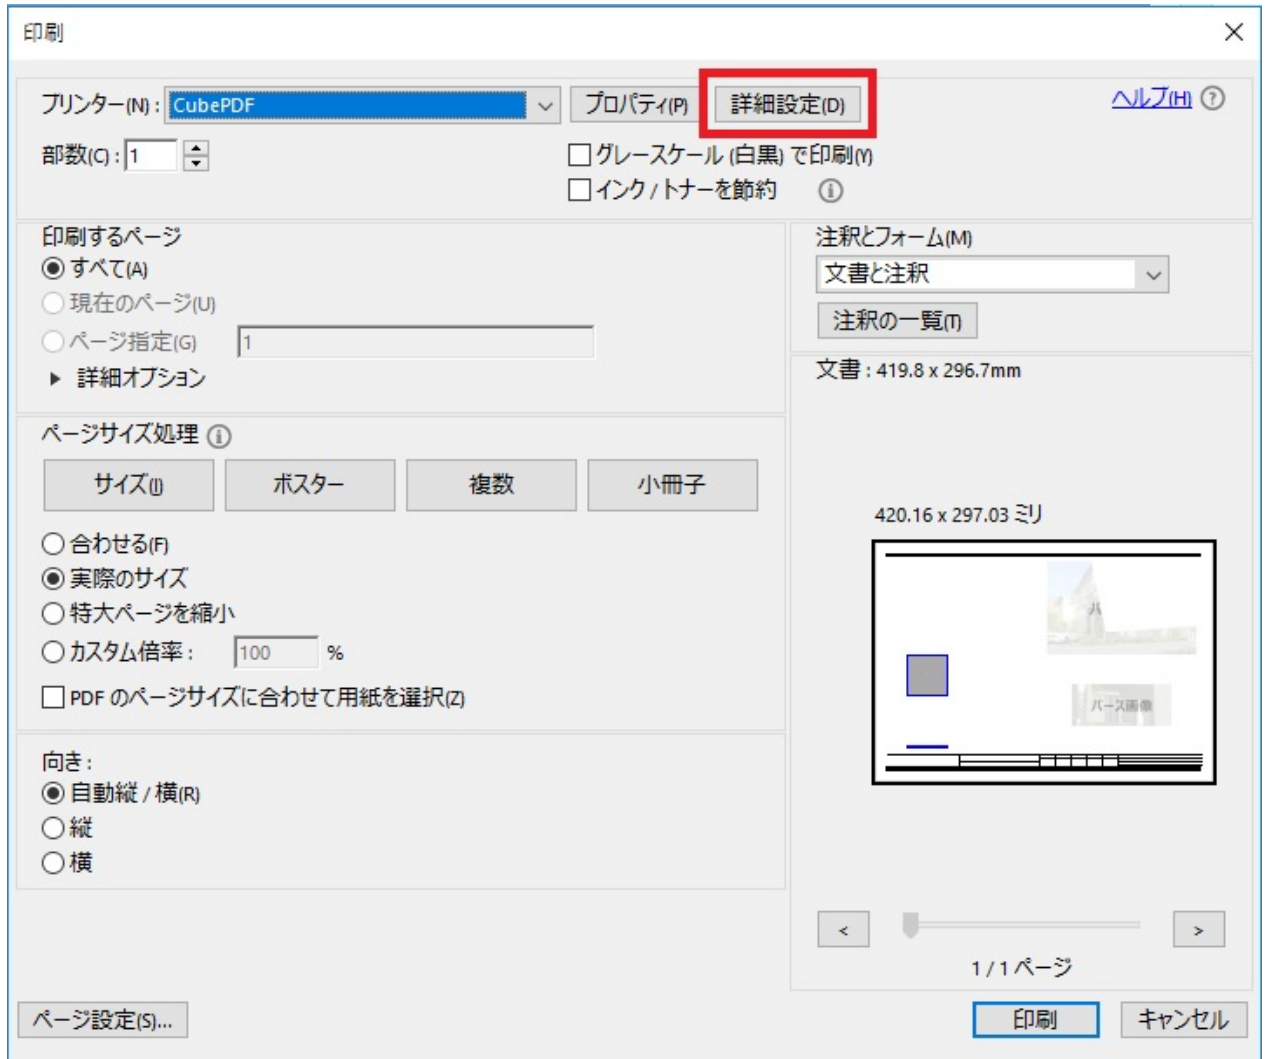 印刷
プリンター(N) : CubePDF プロパティ(P) 詳細設定(D) ヘルプ(H)
部数(C) : 1 グレースケール (白黒) で印刷(Y)
インク / トナーを節約
印刷するページ
すべて(A)
現在のページ(U)
ページ指定(G) 1
詳細オプション
注釈とフォーム(M)
文書と注釈
注釈の一覧(T)
ページサイズ処理
サイズ(I) ポスター 複数 小冊子
合わせる(F)
実際のサイズ
特大ページを縮小
カスタム倍率 : 100 %
PDF のページサイズに合わせて用紙を選択(Z)
向き :
自動縦 / 横(R)
縦
横
文書 : 419.8 x 296.7mm
420.16 x 297.03 ミリ
パース画像
< >
1 / 1 ページ
ページ設定(S)... 印刷 キャンセル